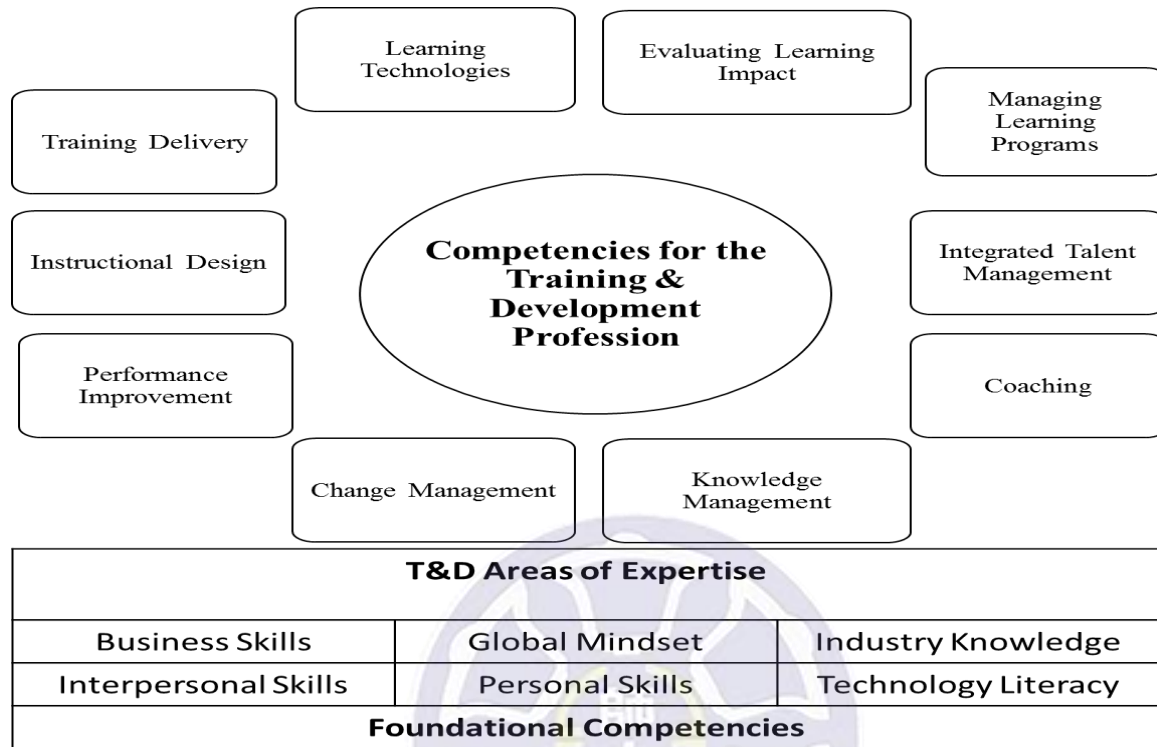 Learning
Technologies
Evaluating Learning
Impact
Managing
Learning
Programs
Training Delivery
Instructional Design
Integrated Talent
Management
Competencies for the
Training &
Development
Profession
Performance
Improvement
Coaching
Change Management
Knowledge
Management
T&D Areas of Expertise
Business Skills Global Mindset Industry Knowledge
Interpersonal Skills Personal Skills Technology Literacy
Foundational Competencies